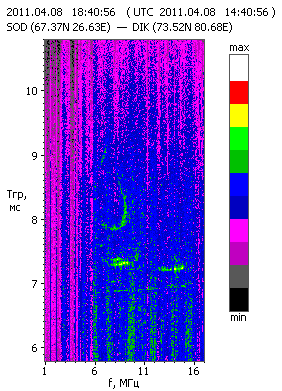 2011.04.08 18:40:56 (UTC 2011.04.08 14:40:56)
SOD (67.37N 26.63E) — DIK (73.52N 80.68E)
max
10
9
Tгр,
мс
8
7
6
min
1 6 11 16
f, МГц